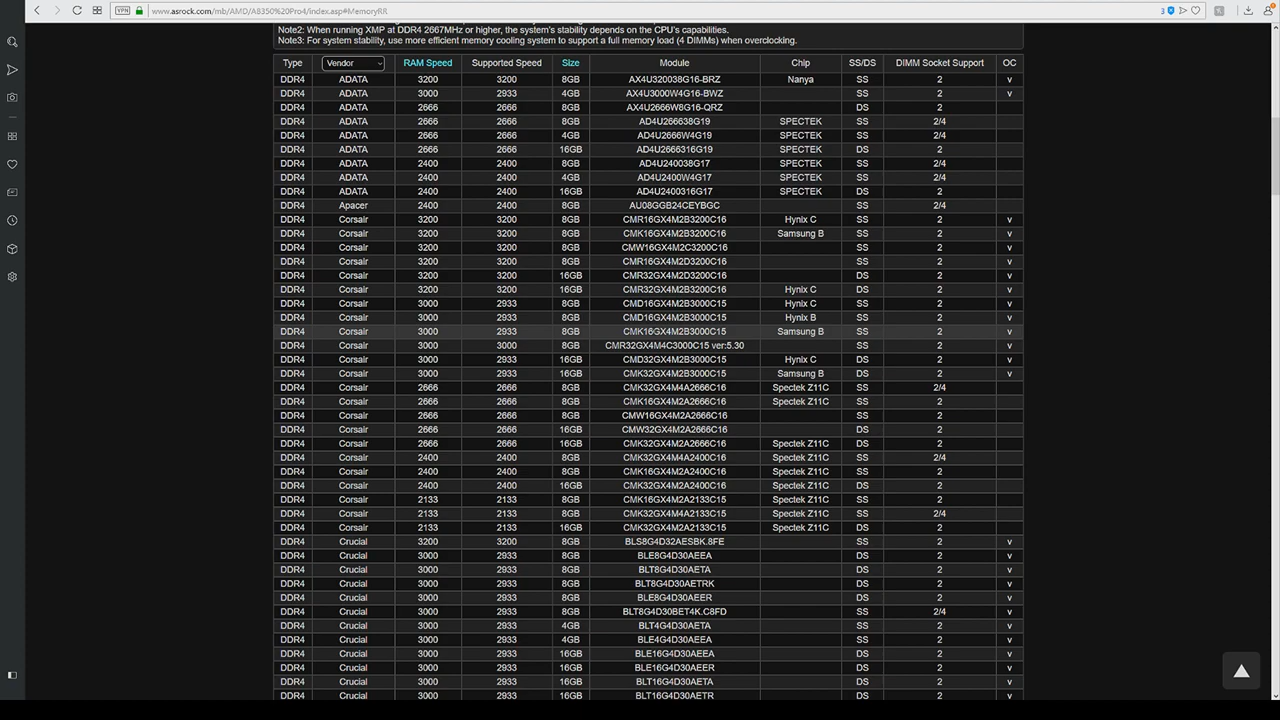 VPN www.asrock.com/mb/AMD/A8350%20Pro4/index.asp#MemoryRR 3
Note2: When running XMP at DDR4 2667MHz or higher, the system's stability depends on the CPU's capabilities.
Note3: For system stability, use more efficient memory cooling system to support a full memory load (4 DIMMs) when overclocking.
Type Vendor RAM Speed Supported Speed Size Module Chip SS/DS DIMM Socket Support OC
DDR4 ADATA 3200 3200 8GB AX4U320038G16-BRZ Nanya SS 2 v
DDR4 ADATA 3000 2933 4GB AX4U3000W4G16-BWZ SS 2 v
DDR4 ADATA 2666 2666 8GB AX4U2666W8G16-QRZ DS 2
DDR4 ADATA 2666 2666 8GB AD4U266638G19 SPECTEK SS 2/4
DDR4 ADATA 2666 2666 4GB AD4U2666W4G19 SPECTEK SS 2/4
DDR4 ADATA 2666 2666 16GB AD4U2666316G19 SPECTEK DS 2
DDR4 ADATA 2400 2400 8GB AD4U240038G17 SPECTEK SS 2/4
DDR4 ADATA 2400 2400 4GB AD4U2400W4G17 SPECTEK SS 2/4
DDR4 ADATA 2400 2400 16GB AD4U2400316G17 SPECTEK DS 2
DDR4 Apacer 2400 2400 8GB AU08GGB24CEYBGC SS 2/4
DDR4 Corsair 3200 3200 8GB CMR16GX4M2B3200C16 Hynix C SS 2 v
DDR4 Corsair 3200 3200 8GB CMK16GX4M2B3200C16 Samsung B SS 2 v
DDR4 Corsair 3200 3200 8GB CMW16GX4M2C3200C16 SS 2 v
DDR4 Corsair 3200 3200 8GB CMR16GX4M2D3200C16 SS 2 v
DDR4 Corsair 3200 3200 16GB CMR32GX4M2D3200C16 DS 2 v
DDR4 Corsair 3200 3200 16GB CMR32GX4M2B3200C16 Hynix C DS 2 v
DDR4 Corsair 3000 2933 8GB CMD16GX4M2B3000C15 Hynix C SS 2 v
DDR4 Corsair 3000 2933 8GB CMD16GX4M2B3000C15 Hynix B SS 2 v
DDR4 Corsair 3000 2933 8GB CMK16GX4M2B3000C15 Samsung B SS 2 v
DDR4 Corsair 3000 3000 8GB CMR32GX4M4C3000C15 ver:5.30 SS 2 v
DDR4 Corsair 3000 2933 16GB CMD32GX4M2B3000C15 Hynix C DS 2 v
DDR4 Corsair 3000 2933 16GB CMK32GX4M2B3000C15 Samsung B DS 2 v
DDR4 Corsair 2666 2666 8GB CMK32GX4M4A2666C16 Spectek Z11C SS 2/4
DDR4 Corsair 2666 2666 8GB CMK16GX4M2A2666C16 Spectek Z11C SS 2
DDR4 Corsair 2666 2666 8GB CMW16GX4M2A2666C16 SS 2
DDR4 Corsair 2666 2666 16GB CMW32GX4M2A2666C16 DS 2
DDR4 Corsair 2666 2666 16GB CMK32GX4M2A2666C16 Spectek Z11C DS 2
DDR4 Corsair 2400 2400 8GB CMK32GX4M4A2400C16 Spectek Z11C SS 2/4
DDR4 Corsair 2400 2400 8GB CMK16GX4M2A2400C16 Spectek Z11C SS 2
DDR4 Corsair 2400 2400 16GB CMK32GX4M2A2400C16 Spectek Z11C DS 2
DDR4 Corsair 2133 2133 8GB CMK16GX4M2A2133C15 Spectek Z11C SS 2
DDR4 Corsair 2133 2133 8GB CMK32GX4M4A2133C15 Spectek Z11C SS 2/4
DDR4 Corsair 2133 2133 16GB CMK32GX4M2A2133C15 Spectek Z11C DS 2
DDR4 Crucial 3200 3200 8GB BLS8G4D32AESBK.8FE SS 2 v
DDR4 Crucial 3000 2933 8GB BLE8G4D30AEEA DS 2 v
DDR4 Crucial 3000 2933 8GB BLT8G4D30AETA DS 2 v
DDR4 Crucial 3000 2933 8GB BLT8G4D30AETRK DS 2 v
DDR4 Crucial 3000 2933 8GB BLE8G4D30AEER DS 2 v
DDR4 Crucial 3000 2933 8GB BLT8G4D30BET4K.C8FD SS 2/4 v
DDR4 Crucial 3000 2933 4GB BLT4G4D30AETA SS 2 v
DDR4 Crucial 3000 2933 4GB BLE4G4D30AEEA SS 2 v
DDR4 Crucial 3000 2933 16GB BLE16G4D30AEEA DS 2 v
DDR4 Crucial 3000 2933 16GB BLE16G4D30AEER DS 2 v
DDR4 Crucial 3000 2933 16GB BLT16G4D30AETA DS 2 v
DDR4 Crucial 3000 2933 16GB BLT16G4D30AETR DS 2 v